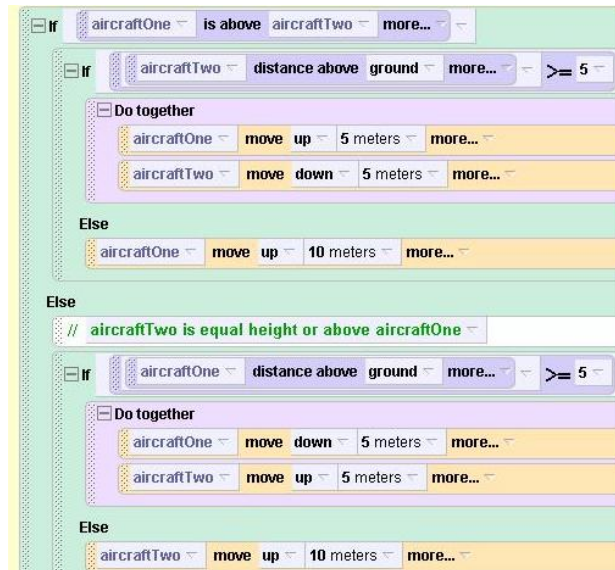 If aircraftOne is above aircraftTwo more...
If aircraftTwo distance above ground more... >= 5
Do together
aircraftOne move up 5 meters more...
aircraftTwo move down 5 meters more...
Else
aircraftOne move up 10 meters more...
Else
// aircraftTwo is equal height or above aircraftOne
If aircraftOne distance above ground more... >= 5
Do together
aircraftOne move down 5 meters more...
aircraftTwo move up 5 meters more...
Else
aircraftTwo move up 10 meters more...